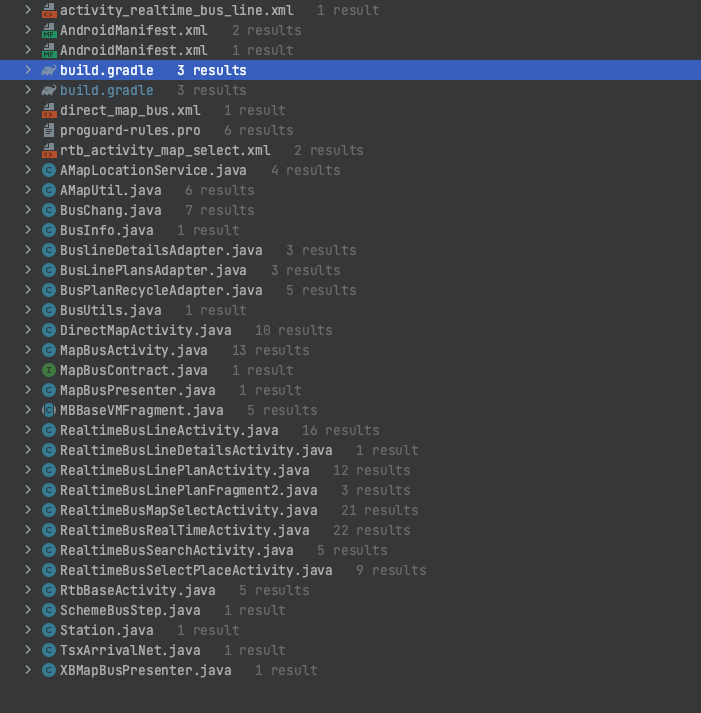 activity_realtime_bus_line.xml 1 result
AndroidManifest.xml 2 results
AndroidManifest.xml 1 result
build.gradle 3 results
build.gradle 3 results
direct_map_bus.xml 1 result
proguard-rules.pro 6 results
rtb_activity_map_select.xml 2 results
AMapLocationService.java 4 results
AMapUtil.java 6 results
BusChang.java 7 results
BusInfo.java 1 result
BuslineDetailsAdapter.java 3 results
BusLinePlansAdapter.java 3 results
BusPlanRecycleAdapter.java 5 results
BusUtils.java 1 result
DirectMapActivity.java 10 results
MapBusActivity.java 13 results
MapBusContract.java 1 result
MapBusPresenter.java 1 result
MBBaseVMFragment.java 5 results
RealtimeBusLineActivity.java 16 results
RealtimeBusLineDetailsActivity.java 1 result
RealtimeBusLinePlanActivity.java 12 results
RealtimeBusLinePlanFragment2.java 3 results
RealtimeBusMapSelectActivity.java 21 results
RealtimeBusRealTimeActivity.java 22 results
RealtimeBusSearchActivity.java 5 results
RealtimeBusSelectPlaceActivity.java 9 results
RtbBaseActivity.java 5 results
SchemeBusStep.java 1 result
Station.java 1 result
TsxArrivalNet.java 1 result
XBMapBusPresenter.java 1 result